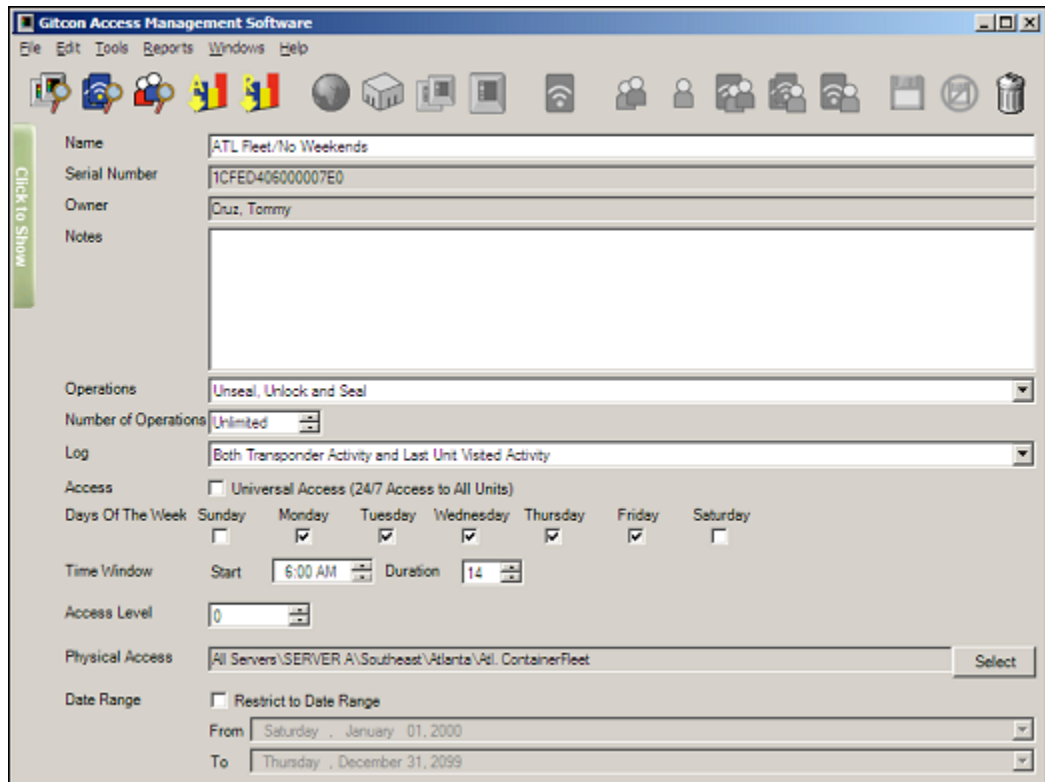 Gitcon Access Management Software
File Edit Tools Reports Windows Help
Click to Show
Name ATL Fleet/No Weekends
Serial Number 1CFED406000007E0
Owner Cruz, Tommy
Notes
Operations Unseal, Unlock and Seal
Number of Operations Unlimited
Log Both Transponder Activity and Last Unit Visited Activity
Access Universal Access (24/7 Access to All Units)
Days Of The Week Sunday Monday Tuesday Wednesday Thursday Friday Saturday
Time Window Start 6:00 AM Duration 14
Access Level 0
Physical Access All Servers\SERVER A\Southeast\Atlanta\Atl. ContainerFleet Select
Date Range Restrict to Date Range
From Saturday , January 01, 2000
To Thursday , December 31, 2099